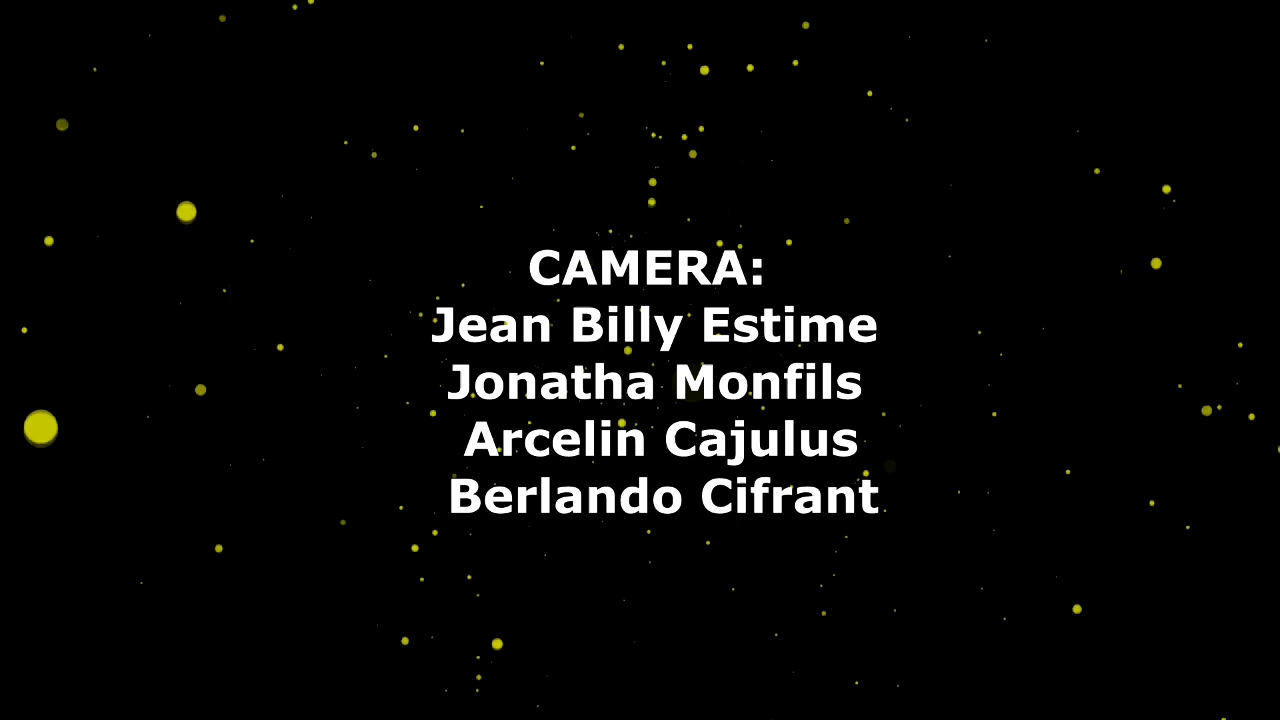 CAMERA:
Jean Billy Estime
Jonatha Monfils
Arcelin Cajulus
Berlando Cifrant